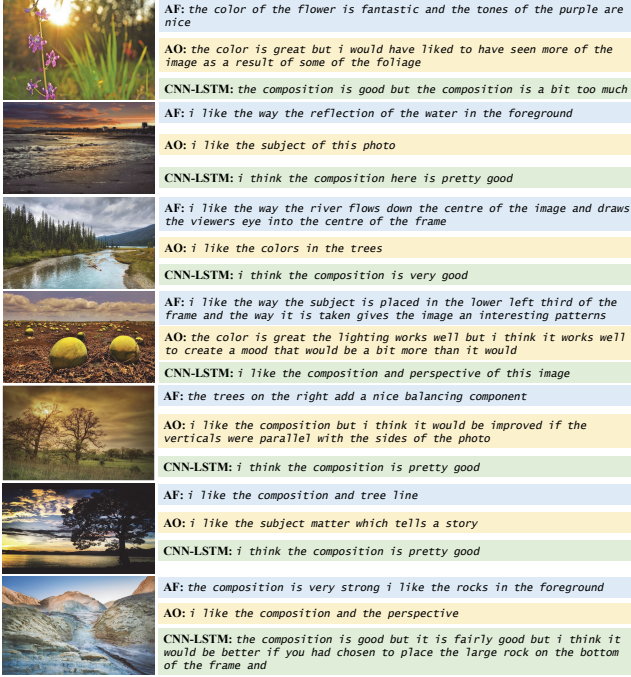 AF: the color of the flower is fantastic and the tones of the purple are
nice
AO: the color is great but i would have liked to have seen more of the
image as a result of some of the foliage
CNN-LSTM: the composition is good but the composition is a bit too much
AF: i like the way the reflection of the water in the foreground
AO: i like the subject of this photo
CNN-LSTM: i think the composition here is pretty good
AF: i like the way the river flows down the centre of the image and draws
the viewers eye into the centre of the frame
AO: i like the colors in the trees
CNN-LSTM: i think the composition is very good
AF: i like the way the subject is placed in the lower left third of the
frame and the way it is taken gives the image an interesting patterns
AO: the color is great the lighting works well but i think it works well
to create a mood that would be a bit more than it would
CNN-LSTM: i like the composition and perspective of this image
AF: the trees on the right add a nice balancing component
AO: i like the composition but i think it would be improved if the
verticals were parallel with the sides of the photo
CNN-LSTM: i think the composition is pretty good
AF: i like the composition and tree line
AO: i like the subject matter which tells a story
CNN-LSTM: i think the composition is pretty good
AF: the composition is very strong i like the rocks in the foreground
AO: i like the composition and the perspective
CNN-LSTM: the composition is good but it is fairly good but i think it
would be better if you had chosen to place the large rock on the bottom
of the frame and